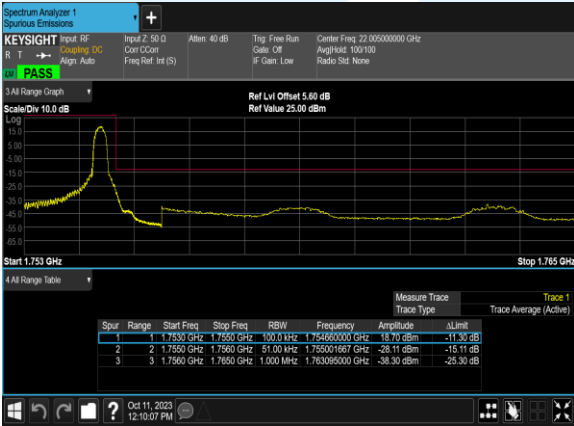 Spectrum Analyzer 1
Spurious Emissions
+
KEYSIGHT Input: RF Input Z: 50 Ω Atten: 40 dB Trig: Free Run Center Freq: 22.005000000 GHz
R T Coupling: DC Corr CCorr Gate: Off Avg|Hold: 100/100
Align: Auto Freq Ref: Int (S) IF Gain: Low Radio Std: None
PASS
3 All Range Graph
Ref Lvl Offset 5.60 dB
Scale/Div 10.0 dB Ref Value 25.00 dBm
Log
15.0
5.00
-5.00
-15.0
-25.0
-35.0
-45.0
-55.0
-65.0
Start 1.753 GHz Stop 1.765 GHz
4 All Range Table
Measure Trace Trace 1
Trace Type Trace Average (Active)
Spur Range Start Freq Stop Freq RBW Frequency Amplitude ΔLimit
1 1 1.7530 GHz 1.7550 GHz 100.0 kHz 1.754660000 GHz 18.70 dBm -11.30 dB
2 2 1.7550 GHz 1.7560 GHz 51.00 kHz 1.755001667 GHz -28.11 dBm -15.11 dB
3 3 1.7560 GHz 1.7650 GHz 1.000 MHz 1.763095000 GHz -38.30 dBm -25.30 dB
? Oct 11, 2023
12:10:07 PM